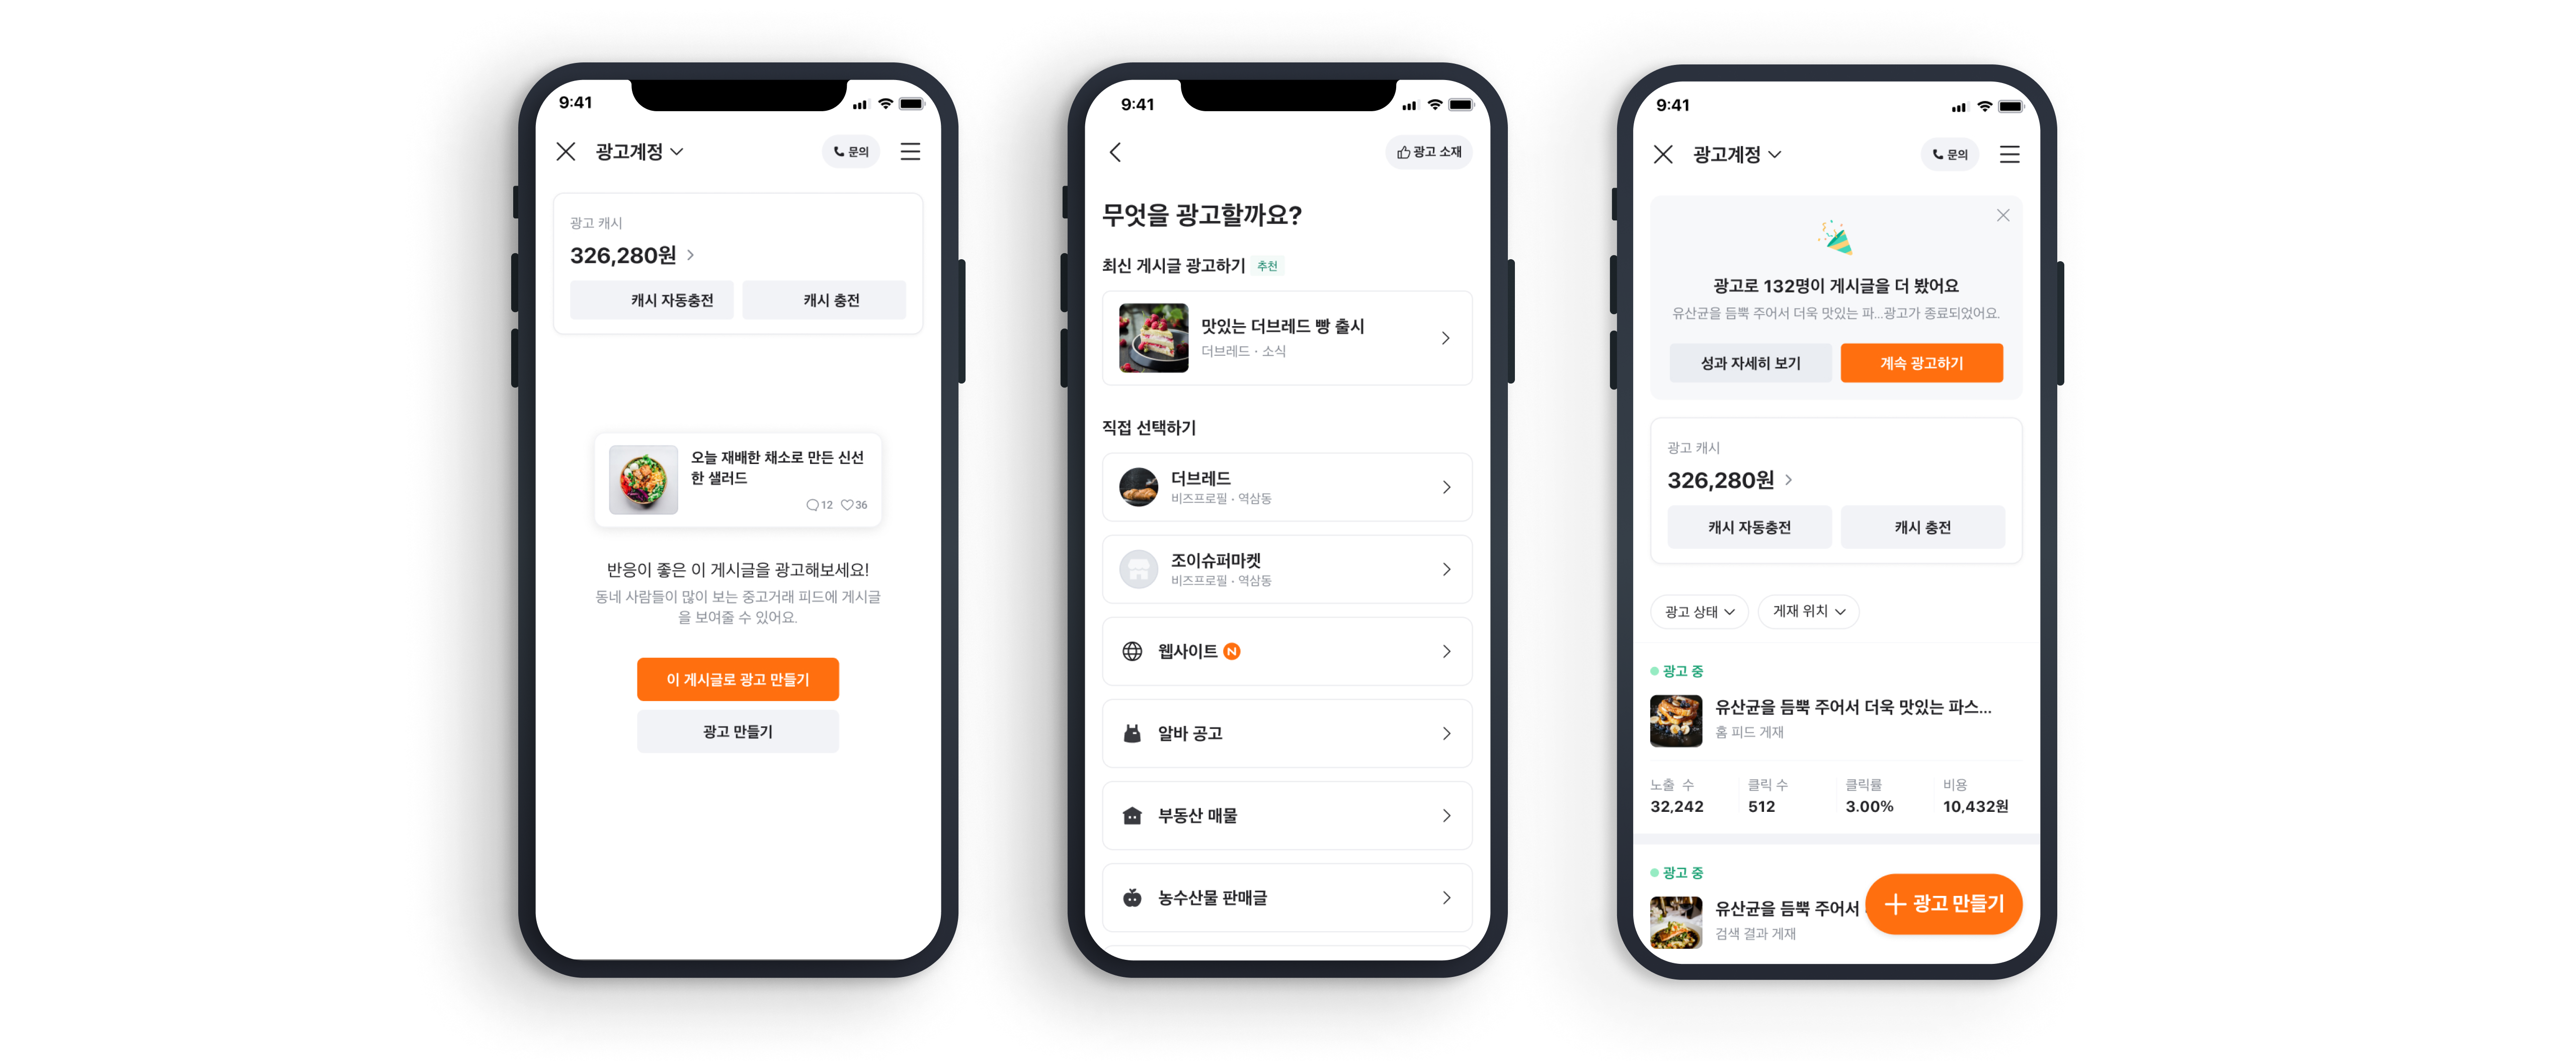 9:41
광고계정
문의
광고 캐시
326,280원
캐시 자동충전
캐시 충전
오늘 재배한 채소로 만든 신선
한 샐러드
12 36
반응이 좋은 이 게시글을 광고해보세요!
동네 사람들이 많이 보는 중고거래 피드에 게시글
을 보여줄 수 있어요.
이 게시글로 광고 만들기
광고 만들기
9:41
광고 소재
무엇을 광고할까요?
최신 게시글 광고하기 추천
맛있는 더브레드 빵 출시
더브레드 · 소식
직접 선택하기
더브레드
비즈프로필 · 역삼동
조이슈퍼마켓
비즈프로필 · 역삼동
웹사이트 N
알바 공고
부동산 매물
농수산물 판매글
9:41
광고계정
문의
광고로 132명이 게시글을 더 봤어요
유산균을 듬뿍 주어서 더욱 맛있는 파...광고가 종료되었어요.
성과 자세히 보기
계속 광고하기
광고 캐시
326,280원
캐시 자동충전
캐시 충전
광고 상태
게재 위치
광고 중
유산균을 듬뿍 주어서 더욱 맛있는 파스...
홈 피드 게재
노출 수 클릭 수 클릭률 비용
32,242 512 3.00% 10,432원
광고 중
유산균을 듬뿍 주어서
검색 결과 게재
+ 광고 만들기